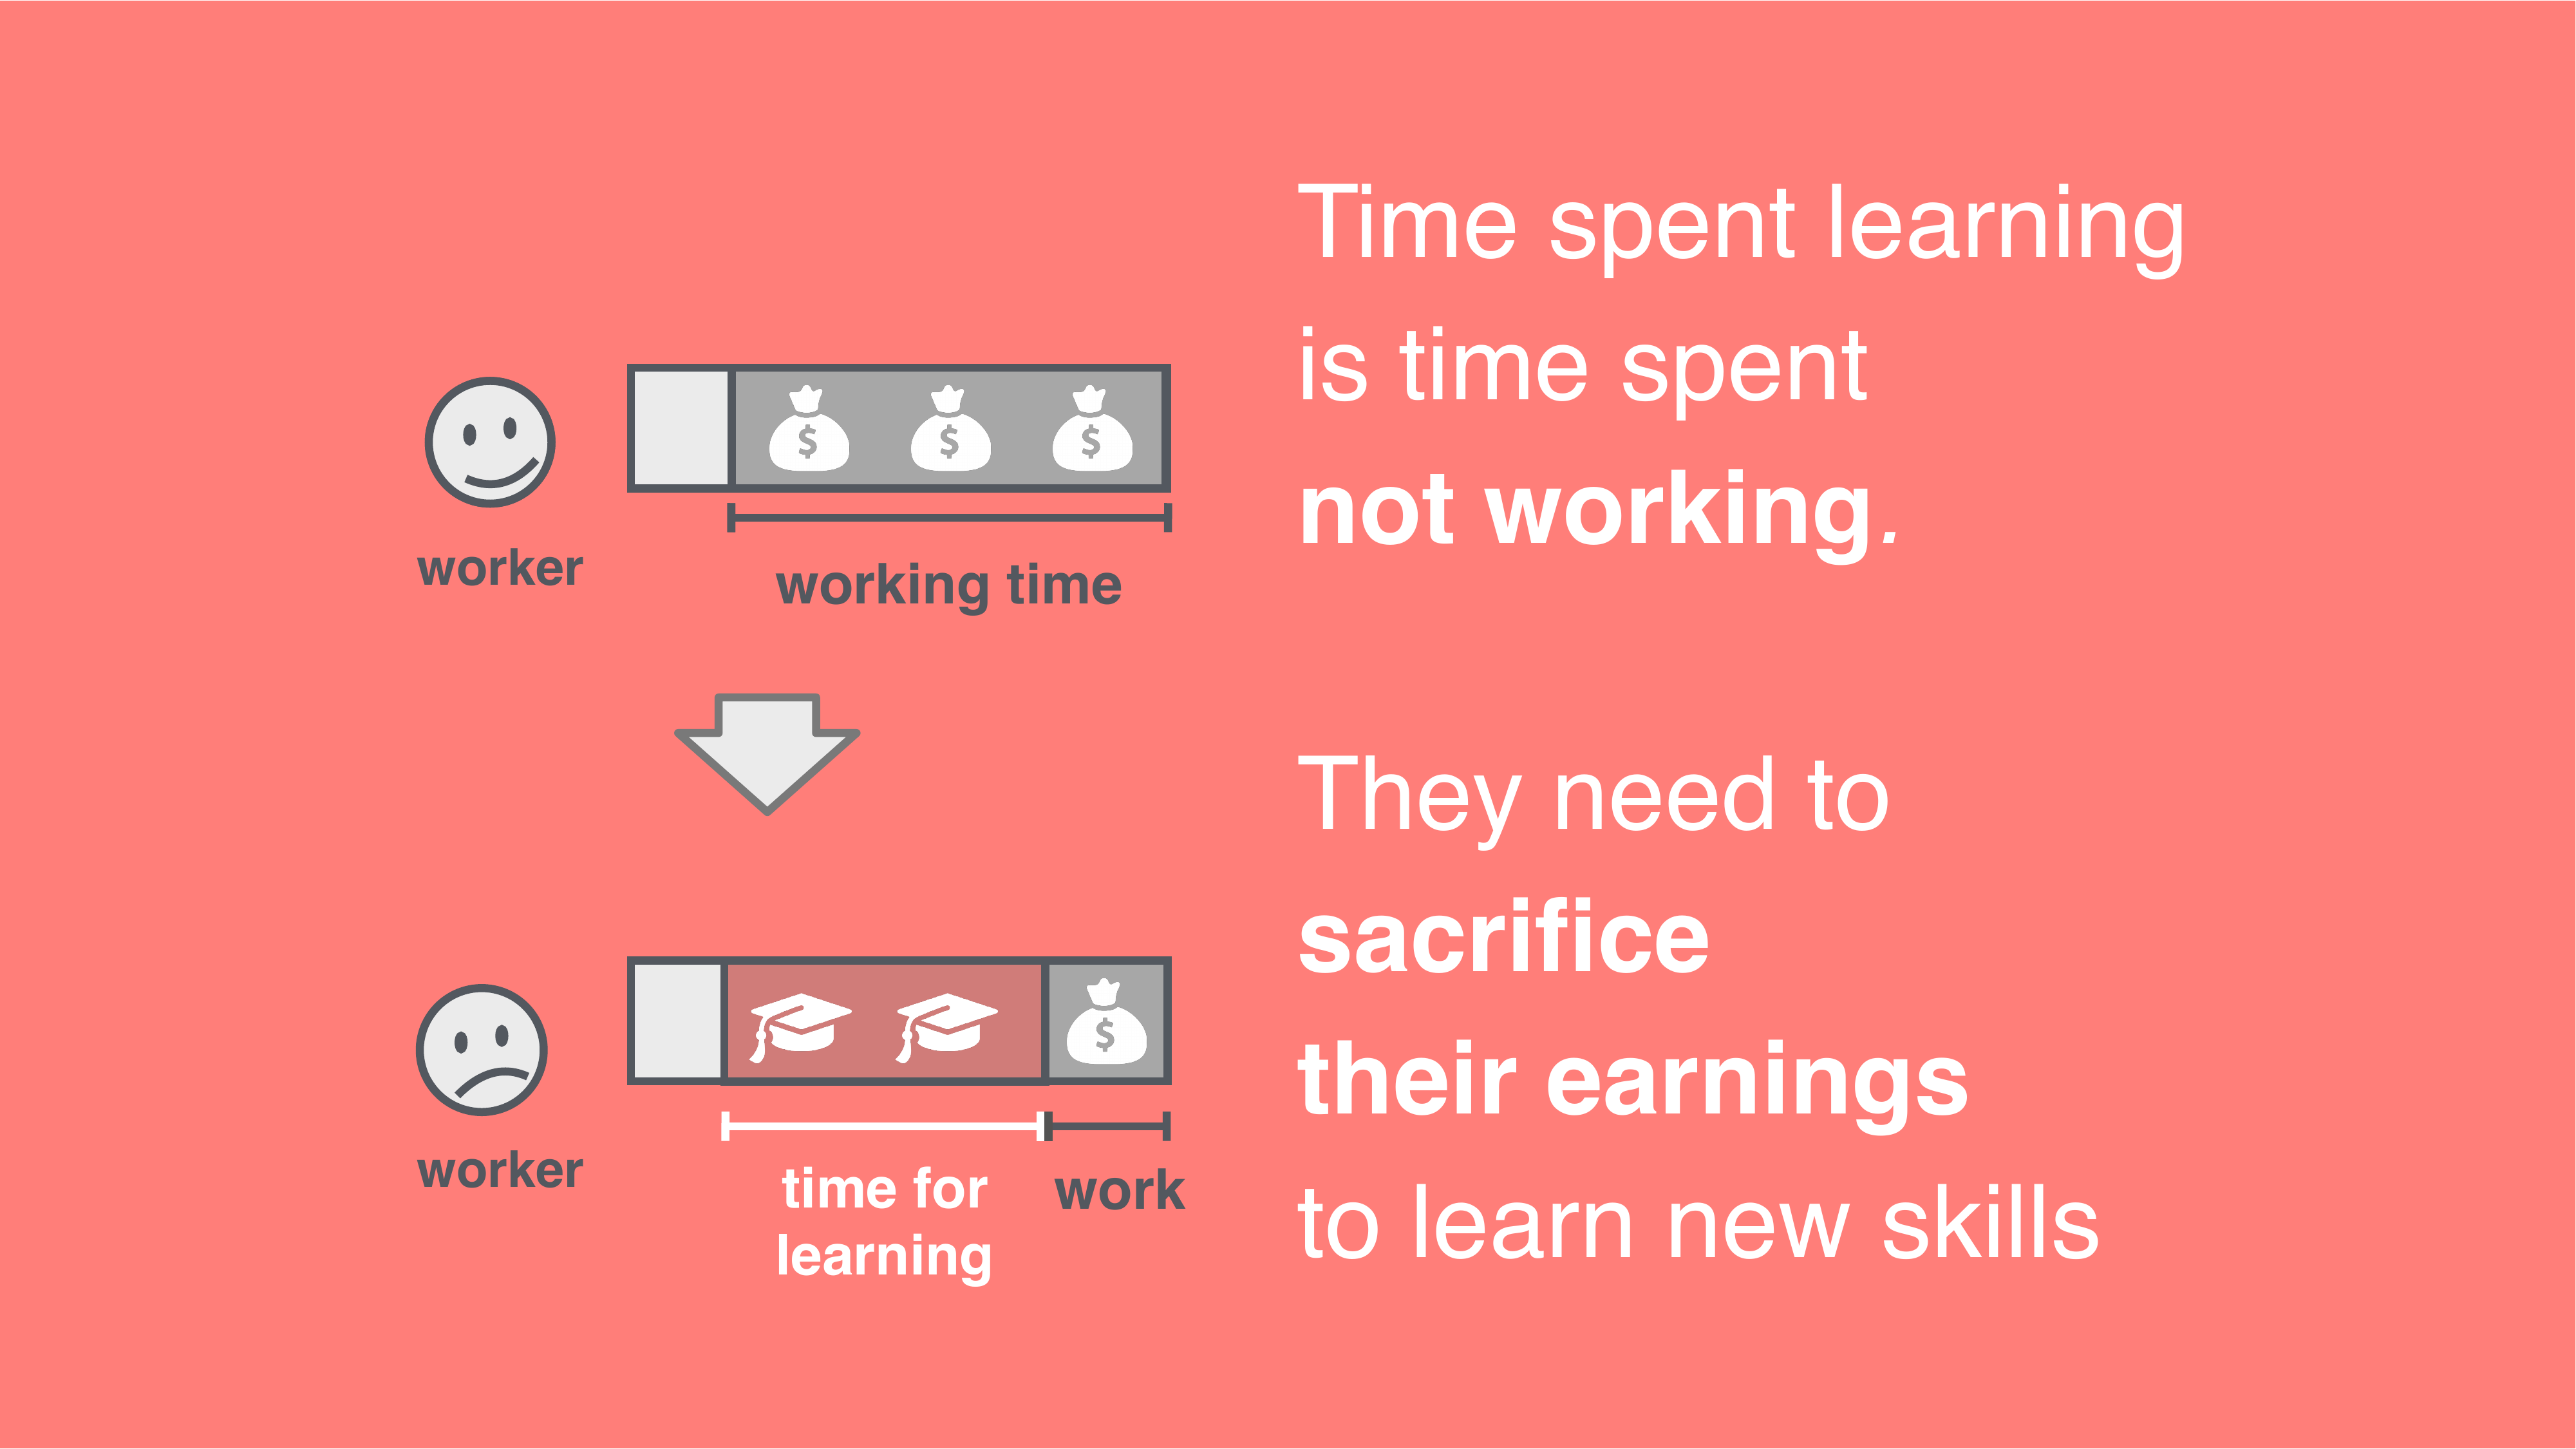 Time spent learning
is time spent
not working.
They need to
sacrifice
their earnings
to learn new skills
$ $ $
worker
working time
$
worker
time for
learning
work